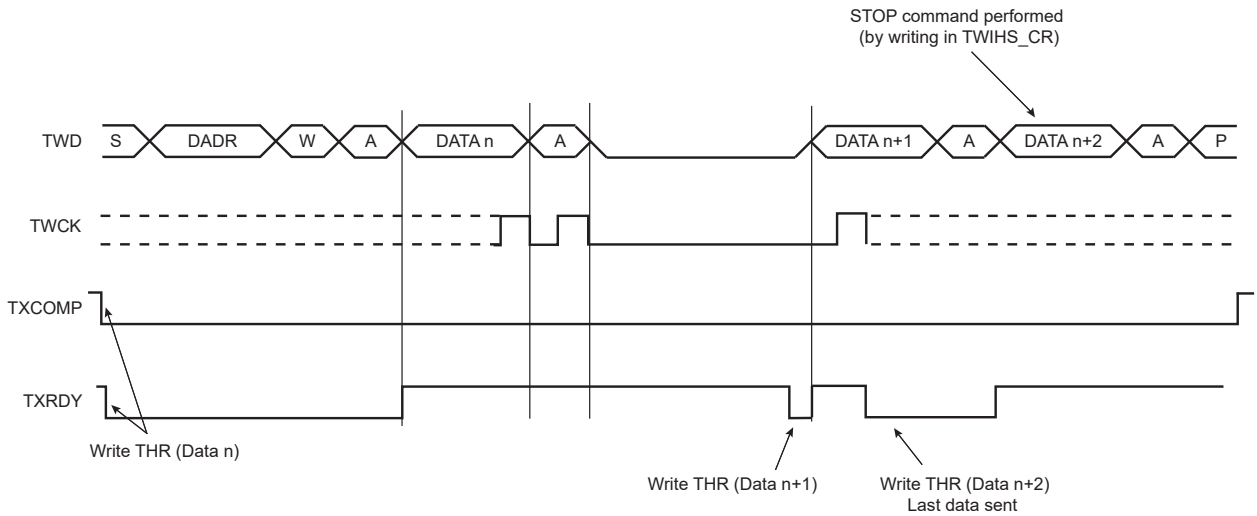 STOP command performed
(by writing in TWIHS_CR)
TWD S DADR W A DATA n A DATA n+1 A DATA n+2 A P
TWCK
TXCOMP
TXRDY
Write THR (Data n)
Write THR (Data n+1)
Write THR (Data n+2)
Last data sent